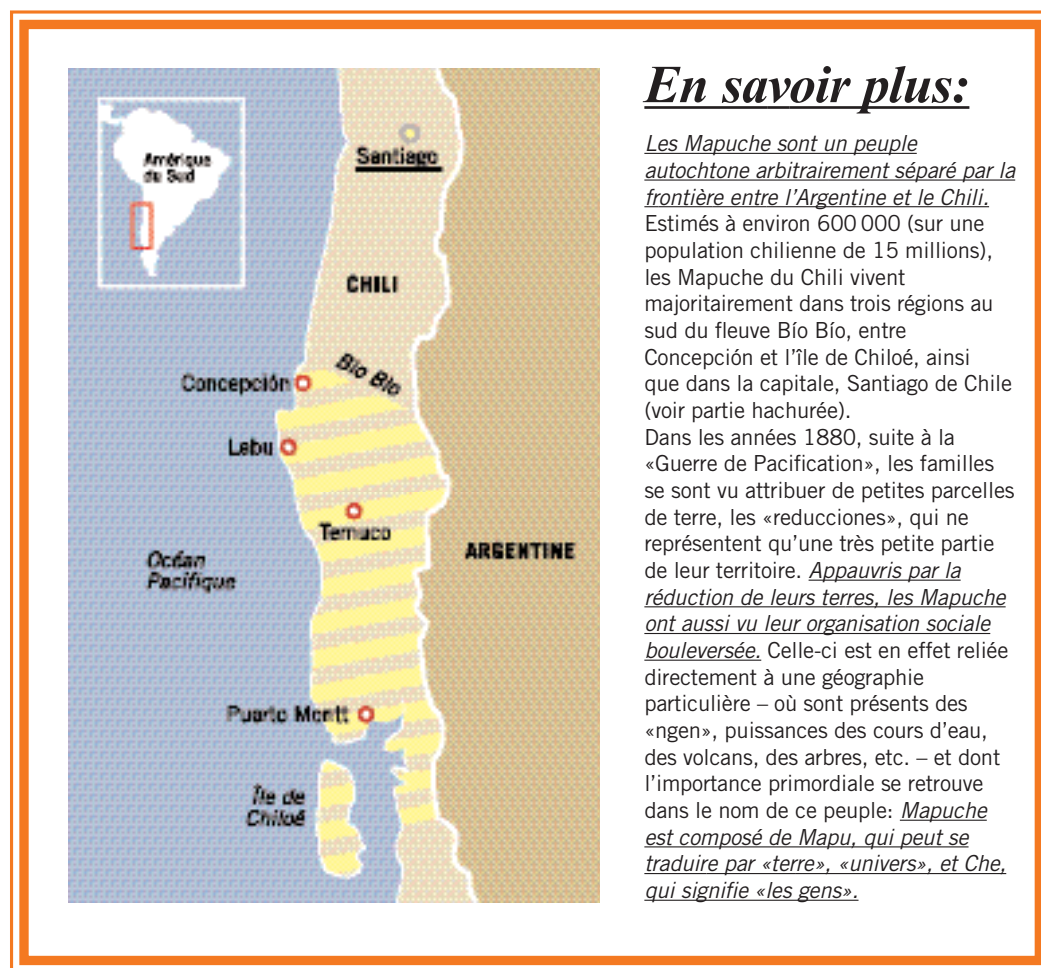 Amérique
du Sud
Santiago
CHILI
Bío Bío
Concepción
Lebu
Temuco
ARGENTINE
Océan
Pacifique
Puerto Montt
Île de
Chiloé
En savoir plus:
Les Mapuche sont un peuple
autochtone arbitrairement séparé par la
frontière entre l’Argentine et le Chili.
Estimés à environ 600 000 (sur une
population chilienne de 15 millions),
les Mapuche du Chili vivent
majoritairement dans trois régions au
sud du fleuve Bío Bío, entre
Concepción et l’île de Chiloé, ainsi
que dans la capitale, Santiago de Chile
(voir partie hachurée).
Dans les années 1880, suite à la
«Guerre de Pacification», les familles
se sont vu attribuer de petites parcelles
de terre, les «reducciones», qui ne
représentent qu’une très petite partie
de leur territoire. Appauvris par la
réduction de leurs terres, les Mapuche
ont aussi vu leur organisation sociale
bouleversée. Celle-ci est en effet reliée
directement à une géographie
particulière – où sont présents des
«ngen», puissances des cours d’eau,
des volcans, des arbres, etc. – et dont
l’importance primordiale se retrouve
dans le nom de ce peuple: Mapuche
est composé de Mapu, qui peut se
traduire par «terre», «univers», et Che,
qui signifie «les gens».